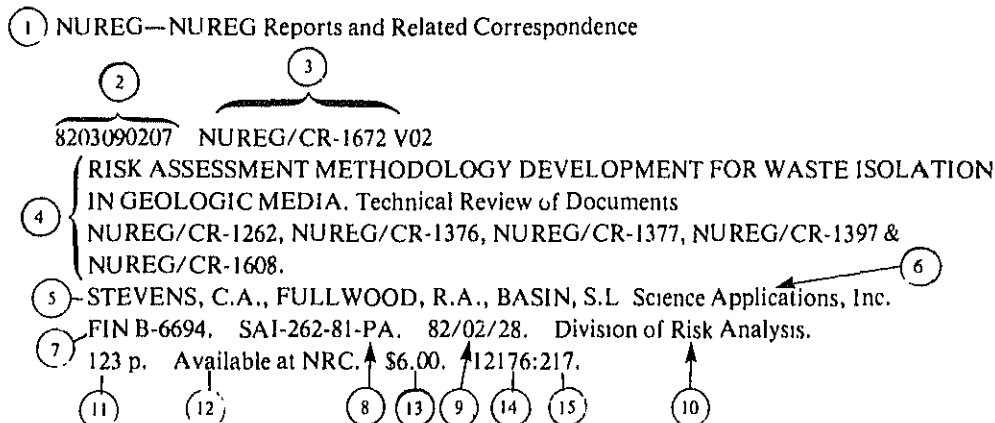 1 NUREG—NUREG Reports and Related Correspondence
2 3
8203090207 NUREG/CR-1672 V02
RISK ASSESSMENT METHODOLOGY DEVELOPMENT FOR WASTE ISOLATION
4 IN GEOLOGIC MEDIA. Technical Review of Documents
NUREG/CR-1262, NUREG/CR-1376, NUREG/CR-1377, NUREG/CR-1397 &
NUREG/CR-1608.
6
5 STEVENS, C.A., FULLWOOD, R.A., BASIN, S.L Science Applications, Inc.
7 FIN B-6694. SAI-262-81-PA. 82/02/28. Division of Risk Analysis.
123 p. Available at NRC. $6.00. 12176:217.
11 12 8 13 9 14 15 10